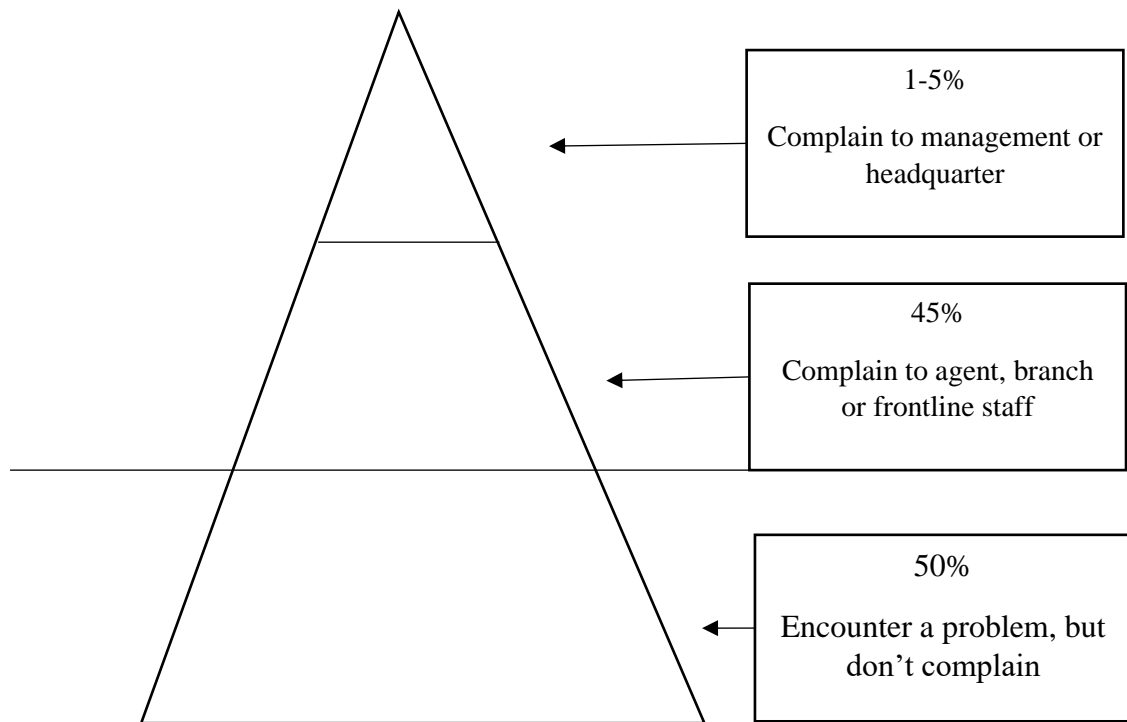 1-5%
Complain to management or
headquarter
45%
Complain to agent, branch
or frontline staff
50%
Encounter a problem, but
don’t complain